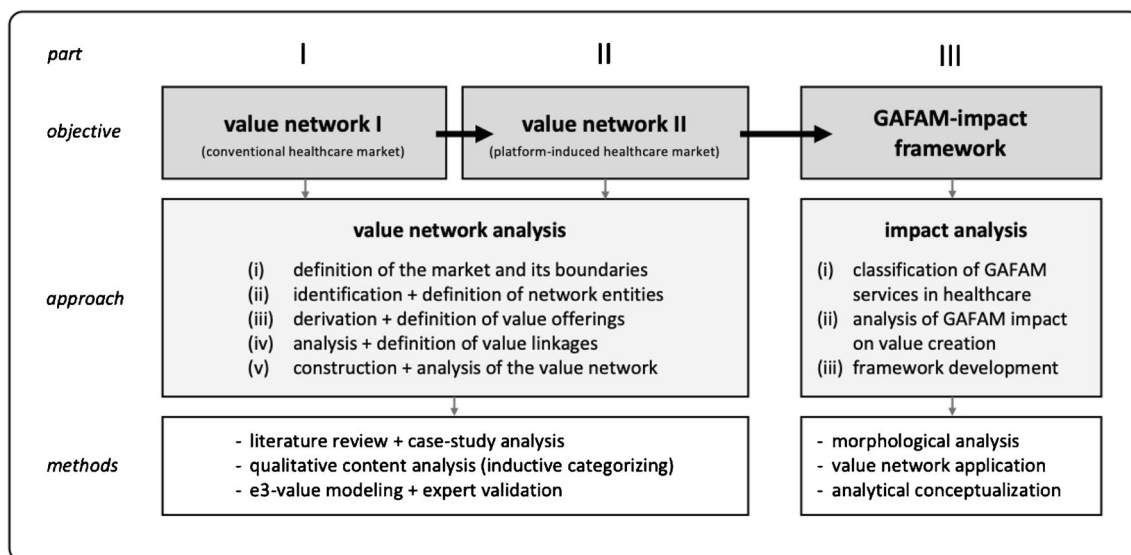 part
I
II
III
objective
value network I
(conventional healthcare market)
value network II
(platform-induced healthcare market)
GAFAM-impact
framework
approach
value network analysis
(i) definition of the market and its boundaries
(ii) identification + definition of network entities
(iii) derivation + definition of value offerings
(iv) analysis + definition of value linkages
(v) construction + analysis of the value network
impact analysis
(i) classification of GAFAM
services in healthcare
(ii) analysis of GAFAM impact
on value creation
(iii) framework development
methods
- literature review + case-study analysis
- qualitative content analysis (inductive categorizing)
- e3-value modeling + expert validation
- morphological analysis
- value network application
- analytical conceptualization